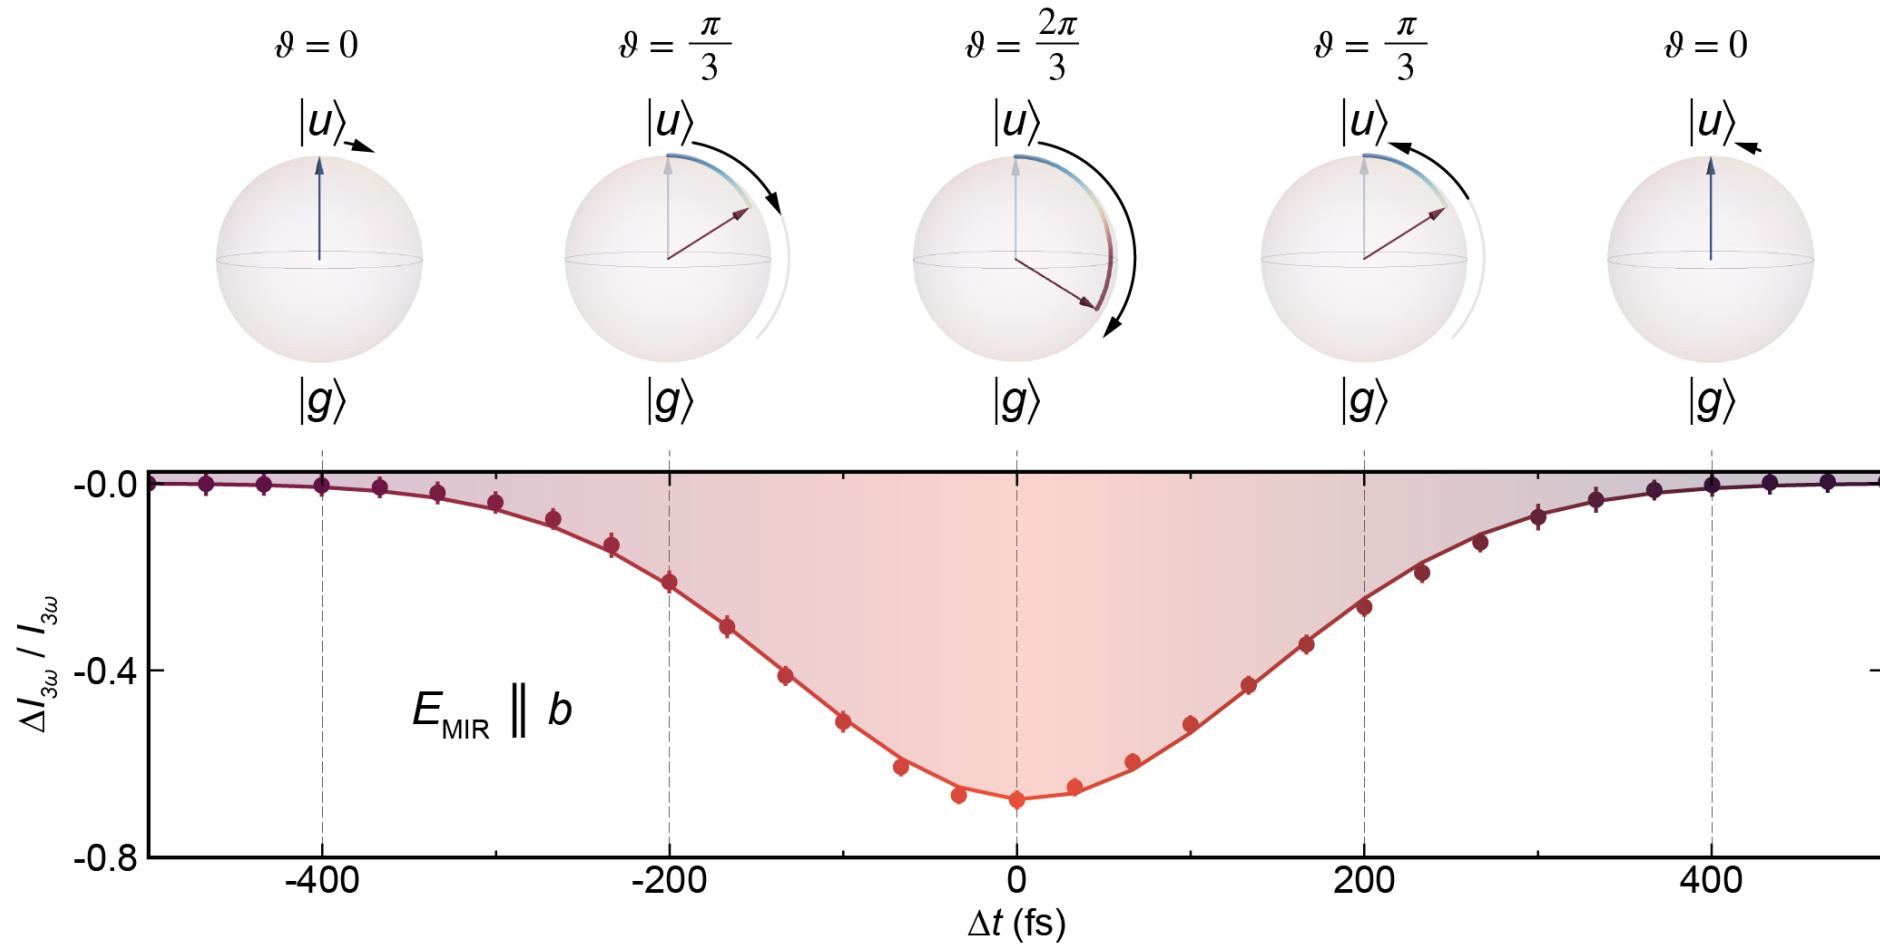 ϑ = 0
ϑ = π/3
ϑ = 2π/3
ϑ = π/3
ϑ = 0
|u⟩ |u⟩ |u⟩ |u⟩ |u⟩
|g⟩ |g⟩ |g⟩ |g⟩ |g⟩
-0.0
-0.4
-0.8
ΔI3ω / I3ω
EMIR ∥ b
-400 -200 0 200 400
Δt (fs)